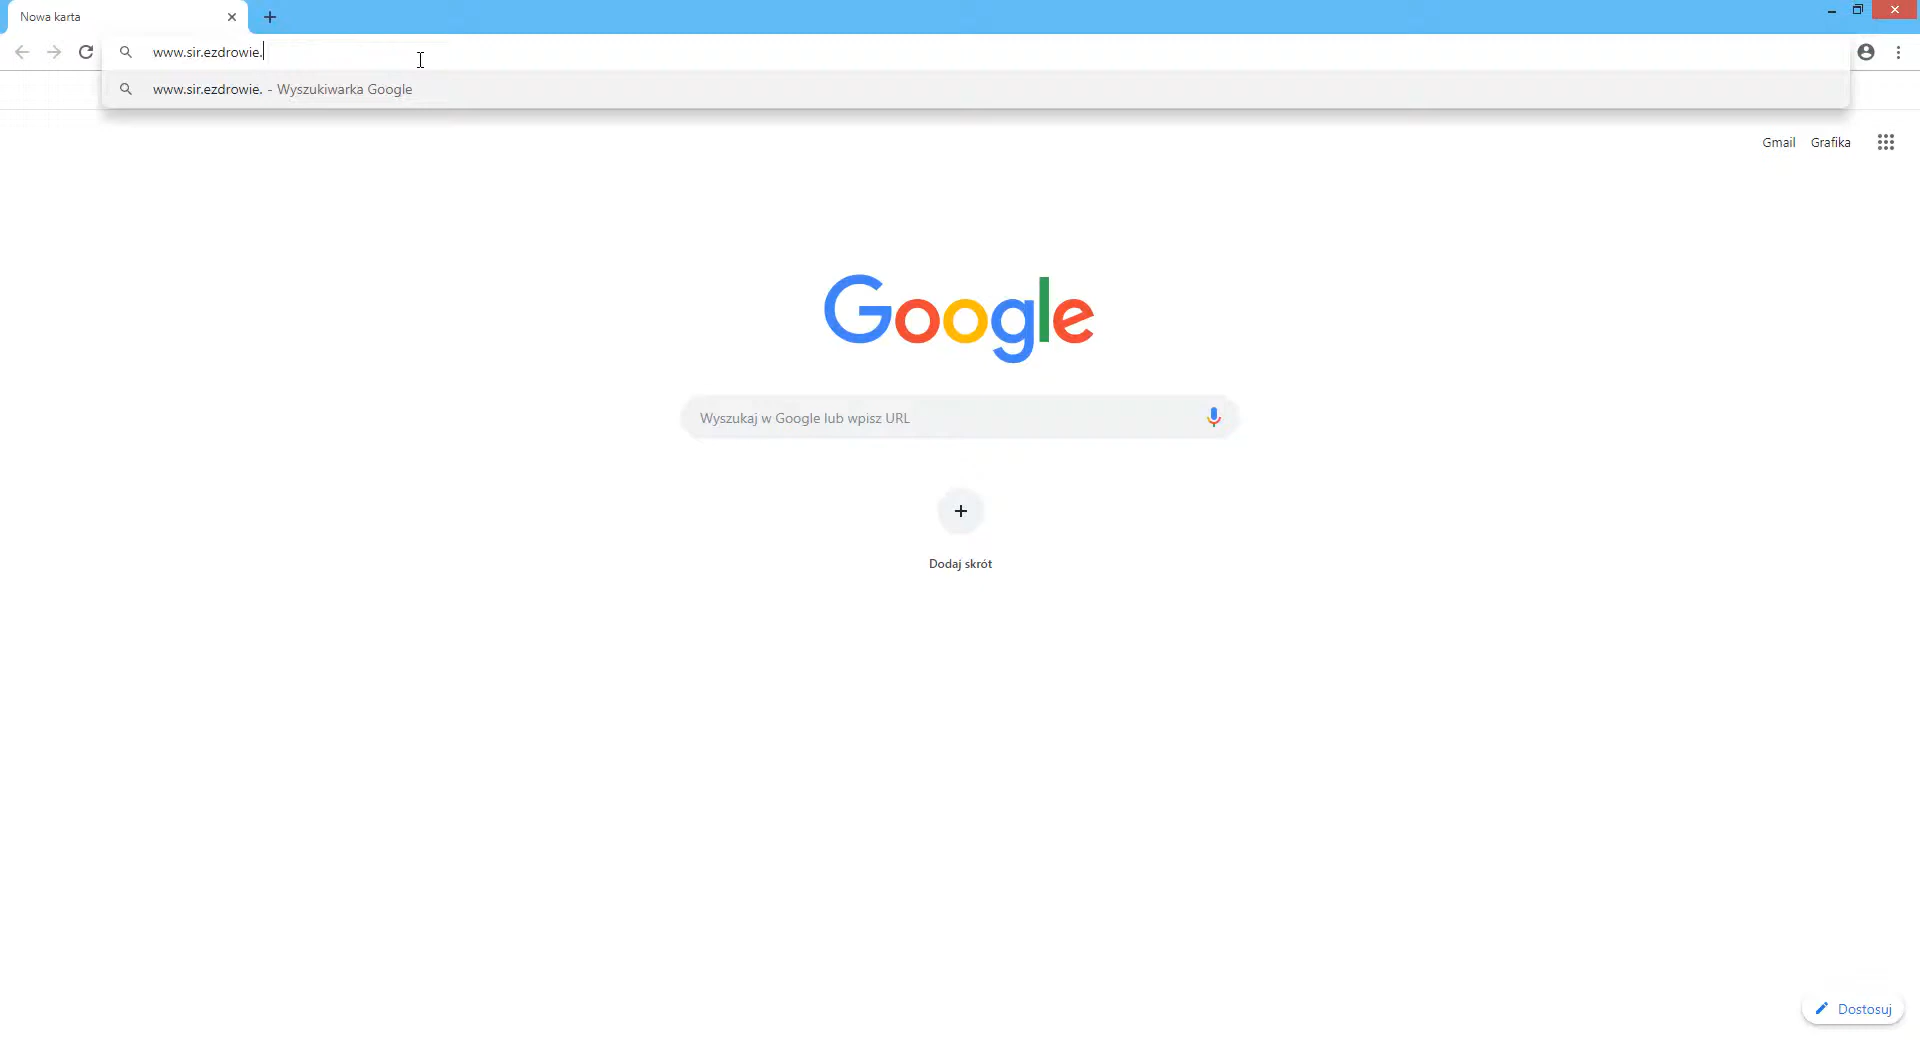 Nowa karta
www.sir.ezdrowie.
www.sir.ezdrowie. - Wyszukiwarka Google
Gmail Grafika
Google
Wyszukaj w Google lub wpisz URL
Dodaj skrót
Dostosuj